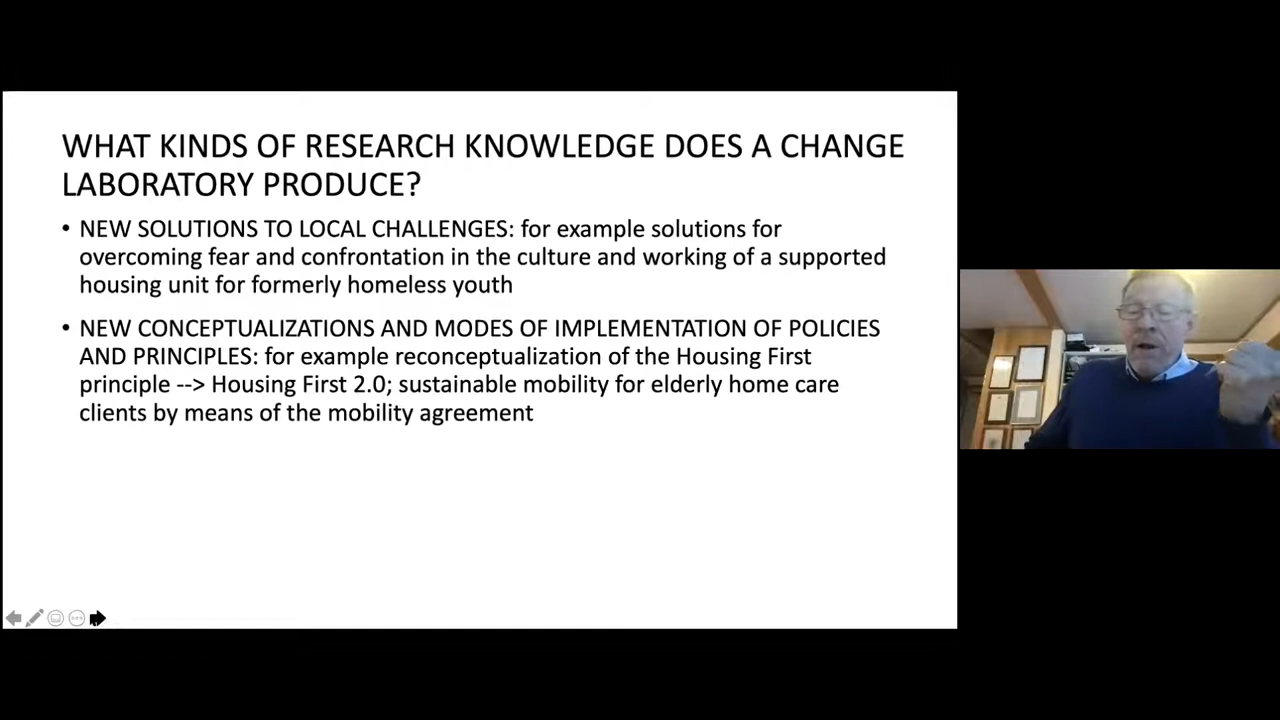 WHAT KINDS OF RESEARCH KNOWLEDGE DOES A CHANGE
LABORATORY PRODUCE?
• NEW SOLUTIONS TO LOCAL CHALLENGES: for example solutions for
overcoming fear and confrontation in the culture and working of a supported
housing unit for formerly homeless youth
• NEW CONCEPTUALIZATIONS AND MODES OF IMPLEMENTATION OF POLICIES
AND PRINCIPLES: for example reconceptualization of the Housing First
principle --> Housing First 2.0; sustainable mobility for elderly home care
clients by means of the mobility agreement